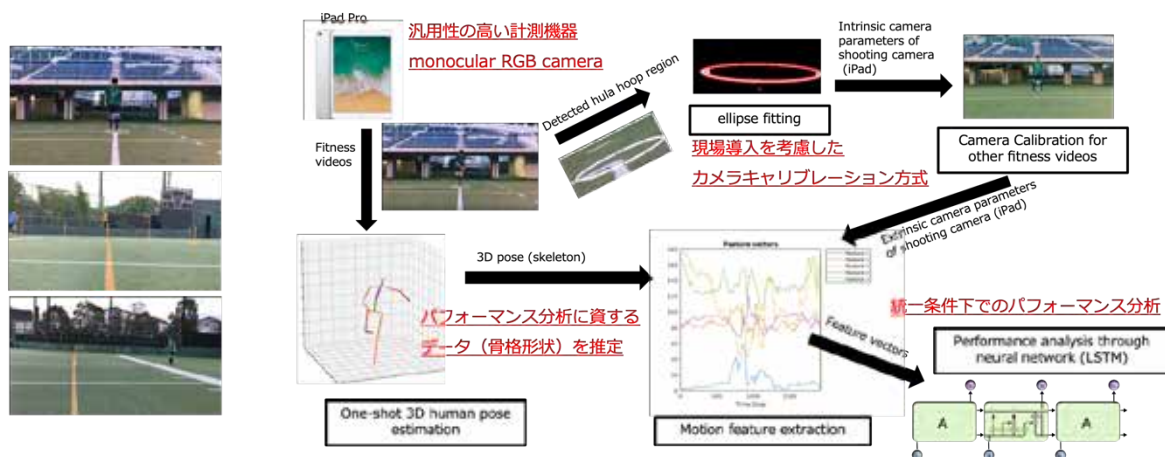 iPad Pro
汎用性の高い計測機器
monocular RGB camera
Fitness
videos
Detected hula hoop region
ellipse fitting
Intrinsic camera
parameters of
shooting camera
(iPad)
現場導入を考慮した
カメラキャリブレーション方式
Camera Calibration for
other fitness videos
Extrinsic camera parameters
of shooting camera (iPad)
3D pose (skeleton)
パフォーマンス分析に資する
データ（骨格形状）を推定
One-shot 3D human pose
estimation
Feature vectors
Time Step
Motion feature extraction
Feature vectors
統一条件下でのパフォーマンス分析
Performance analysis through
neural network (LSTM)
A
A